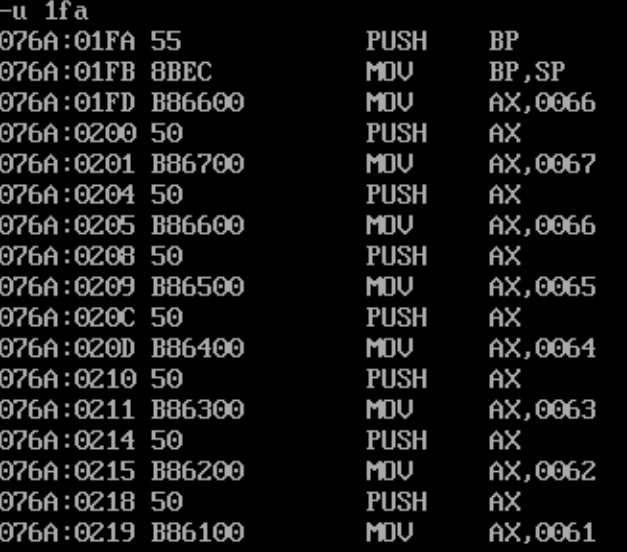 -u 1fa
076A:01FA 55 PUSH BP
076A:01FB 8BEC MOV BP,SP
076A:01FD B86600 MOV AX,0066
076A:0200 50 PUSH AX
076A:0201 B86700 MOV AX,0067
076A:0204 50 PUSH AX
076A:0205 B86600 MOV AX,0066
076A:0208 50 PUSH AX
076A:0209 B86500 MOV AX,0065
076A:020C 50 PUSH AX
076A:020D B86400 MOV AX,0064
076A:0210 50 PUSH AX
076A:0211 B86300 MOV AX,0063
076A:0214 50 PUSH AX
076A:0215 B86200 MOV AX,0062
076A:0218 50 PUSH AX
076A:0219 B86100 MOV AX,0061